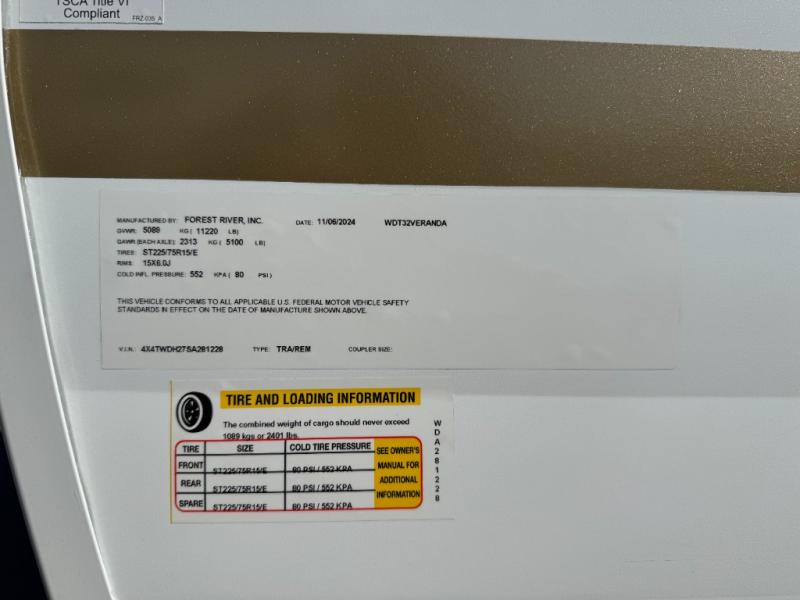 TSCA Title VI
Compliant FRZ-035 A
MANUFACTURED BY: FOREST RIVER, INC. DATE: 11/06/2024 WDT32VERANDA
GVWR: 5089 KG ( 11220 LB)
GAWR (EACH AXLE): 2313 KG ( 5100 LB)
TIRES: ST225/75R15/E
RIMS: 15X6.0J
COLD INFL. PRESSURE: 552 KPA ( 80 PSI )
THIS VEHICLE CONFORMS TO ALL APPLICABLE U.S. FEDERAL MOTOR VEHICLE SAFETY
STANDARDS IN EFFECT ON THE DATE OF MANUFACTURE SHOWN ABOVE.
V.I.N.: 4X4TWDH27SA281228 TYPE: TRA/REM COUPLER SIZE:
TIRE AND LOADING INFORMATION
The combined weight of cargo should never exceed
1089 kgs or 2401 lbs.
TIRE SIZE COLD TIRE PRESSURE SEE OWNER'S
FRONT ST225/75R15/E 80 PSI / 552 KPA MANUAL FOR
REAR ST225/75R15/E 80 PSI / 552 KPA ADDITIONAL
SPARE ST225/75R15/E 80 PSI / 552 KPA INFORMATION
WDA281228